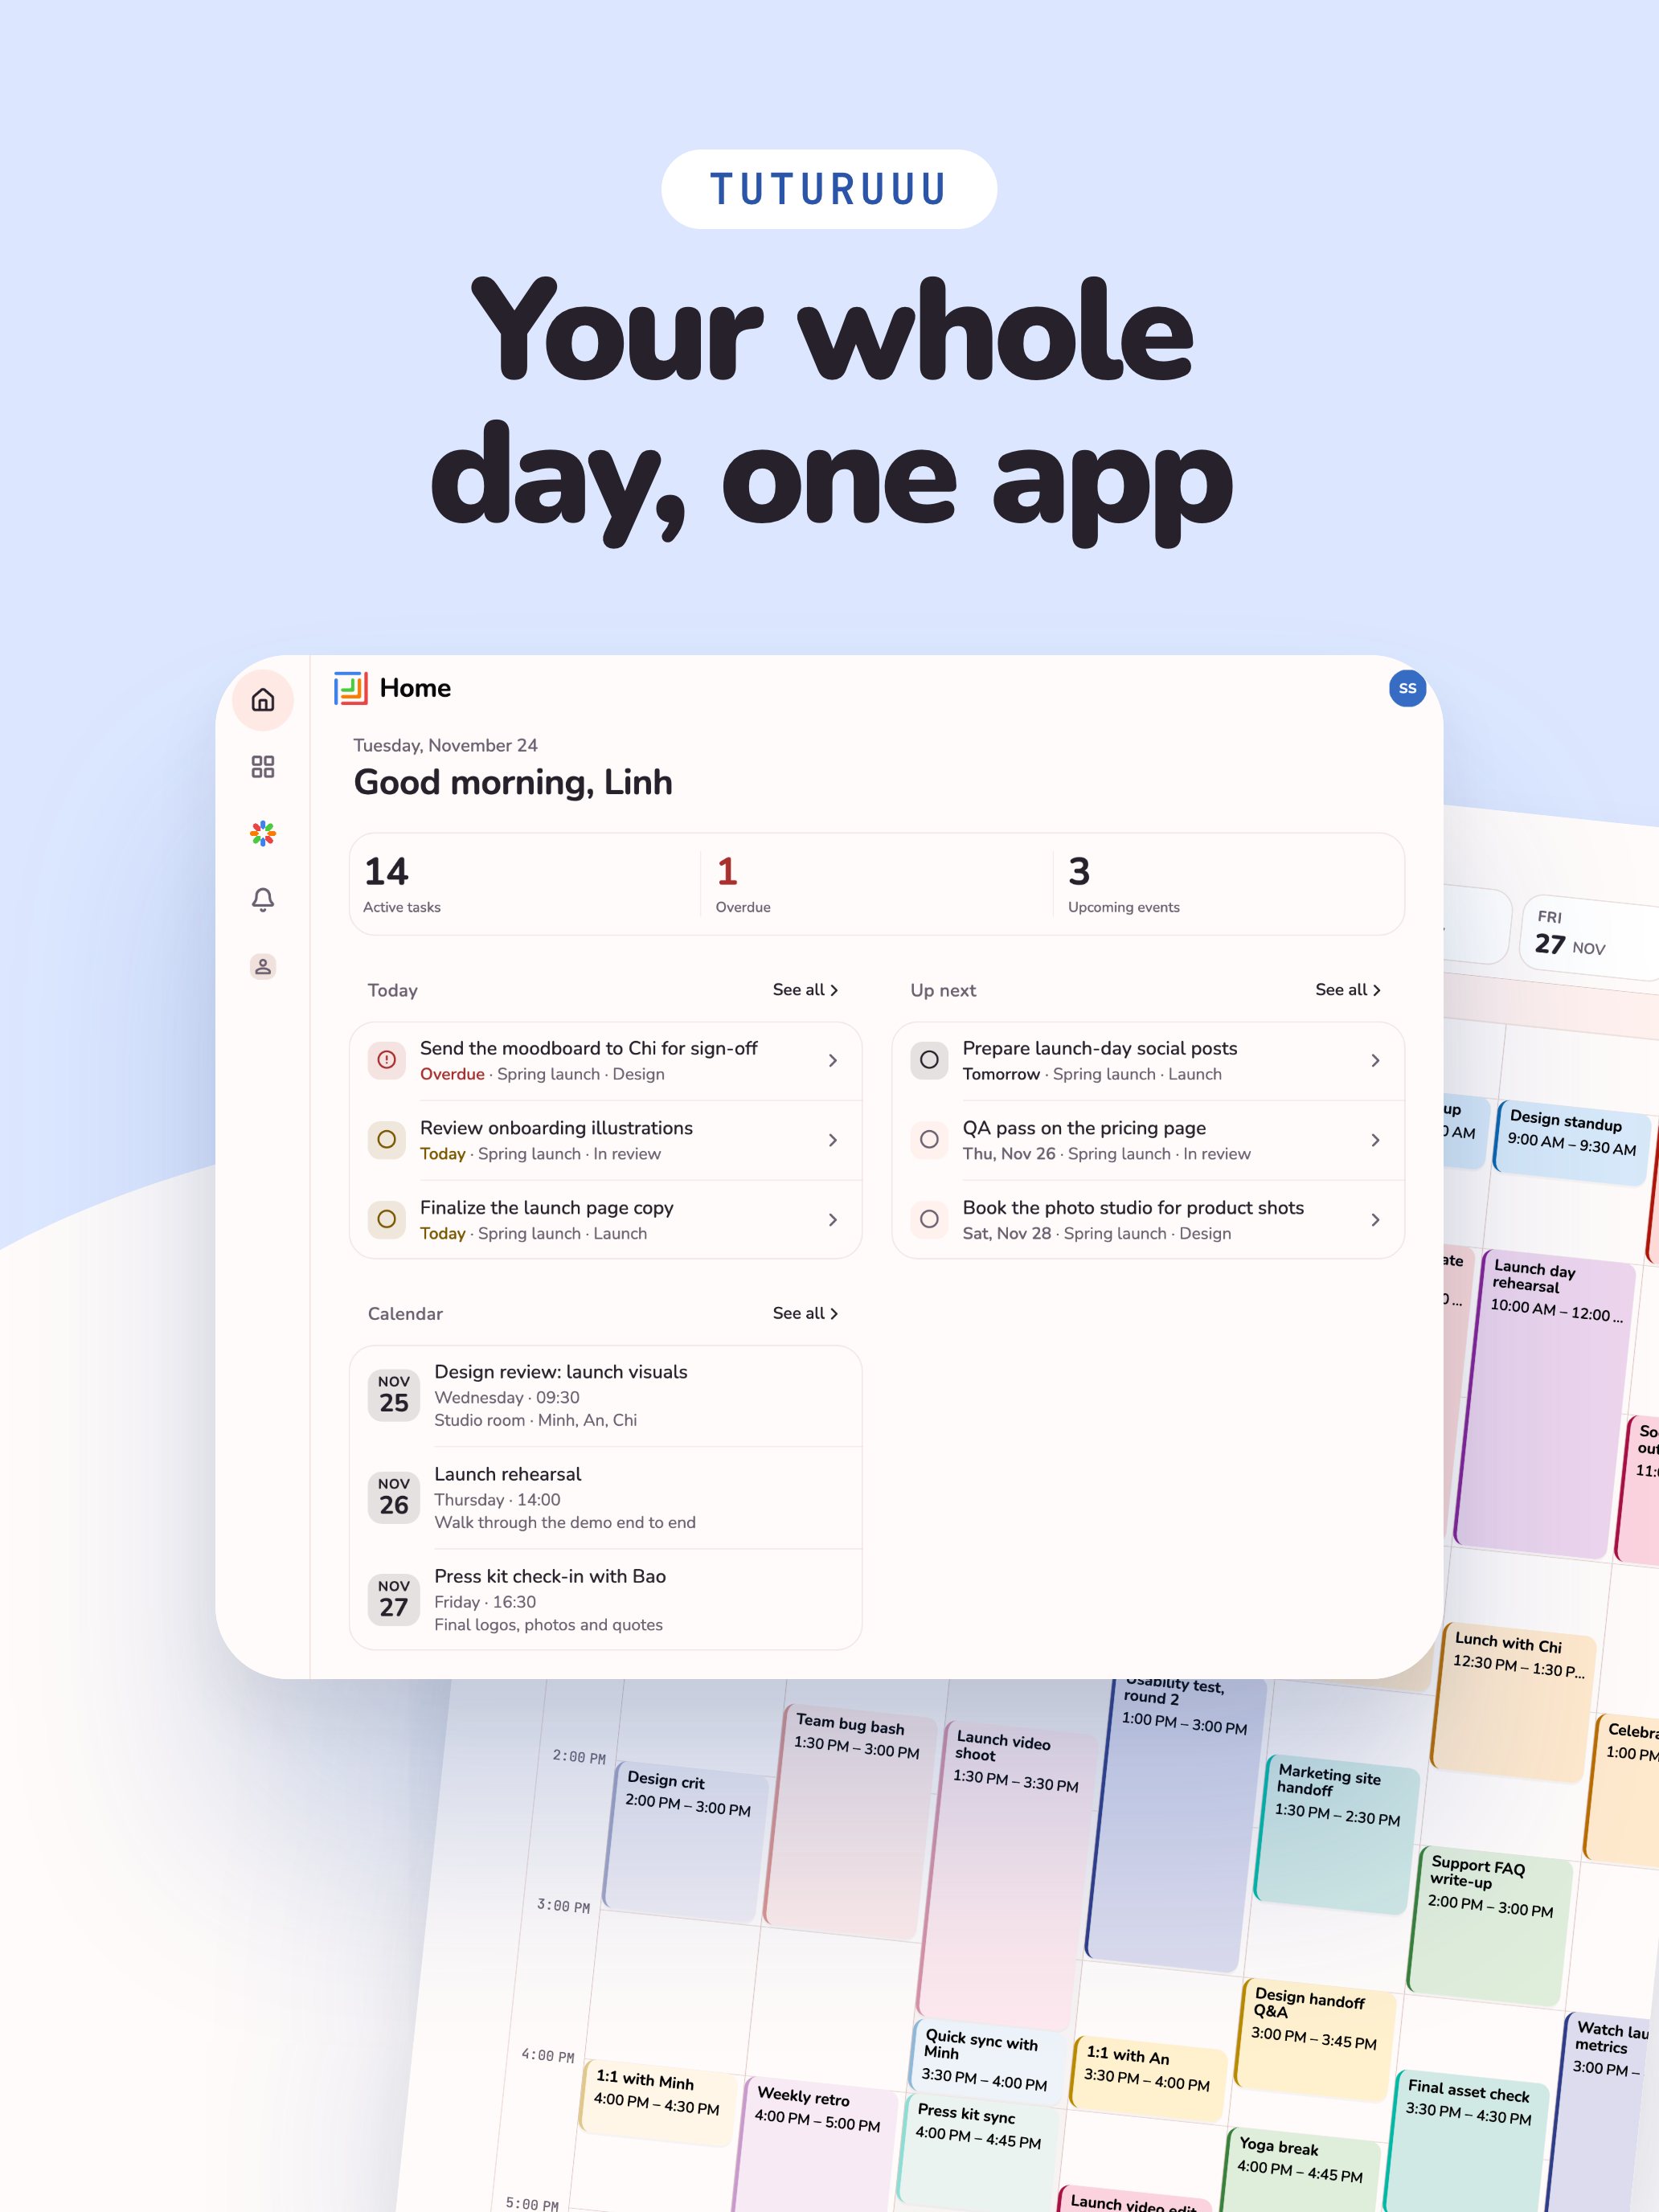 TUTURUUU
Your whole
day, one app
Home
SS
Tuesday, November 24
Good morning, Linh
14
Active tasks
1
Overdue
3
Upcoming events
Today
See all
Send the moodboard to Chi for sign-off
Overdue · Spring launch · Design
Review onboarding illustrations
Today · Spring launch · In review
Finalize the launch page copy
Today · Spring launch · Launch
Up next
See all
Prepare launch-day social posts
Tomorrow · Spring launch · Launch
QA pass on the pricing page
Thu, Nov 26 · Spring launch · In review
Book the photo studio for product shots
Sat, Nov 28 · Spring launch · Design
Calendar
See all
NOV
25
Design review: launch visuals
Wednesday · 09:30
Studio room · Minh, An, Chi
NOV
26
Launch rehearsal
Thursday · 14:00
Walk through the demo end to end
NOV
27
Press kit check-in with Bao
Friday · 16:30
Final logos, photos and quotes
FRI
27 NOV
Design standup
9:00 AM – 9:30 AM
Launch day
rehearsal
10:00 AM – 12:00 ...
Lunch with Chi
12:30 PM – 1:30 P...
Usability test,
round 2
1:00 PM – 3:00 PM
Team bug bash
1:30 PM – 3:00 PM
Launch video
shoot
1:30 PM – 3:30 PM
Marketing site
handoff
1:30 PM – 2:30 PM
1:00 PM
2:00 PM
Design crit
2:00 PM – 3:00 PM
Support FAQ
write-up
2:00 PM – 3:00 PM
3:00 PM
Design handoff
Q&A
3:00 PM – 3:45 PM
metrics
3:00 PM –
Quick sync with
Minh
3:30 PM – 4:00 PM
1:1 with An
3:30 PM – 4:00 PM
Final asset check
3:30 PM – 4:30 PM
4:00 PM
1:1 with Minh
4:00 PM – 4:30 PM
Weekly retro
4:00 PM – 5:00 PM
Press kit sync
4:00 PM – 4:45 PM
Yoga break
4:00 PM – 4:45 PM
5:00 PM
Launch video edit